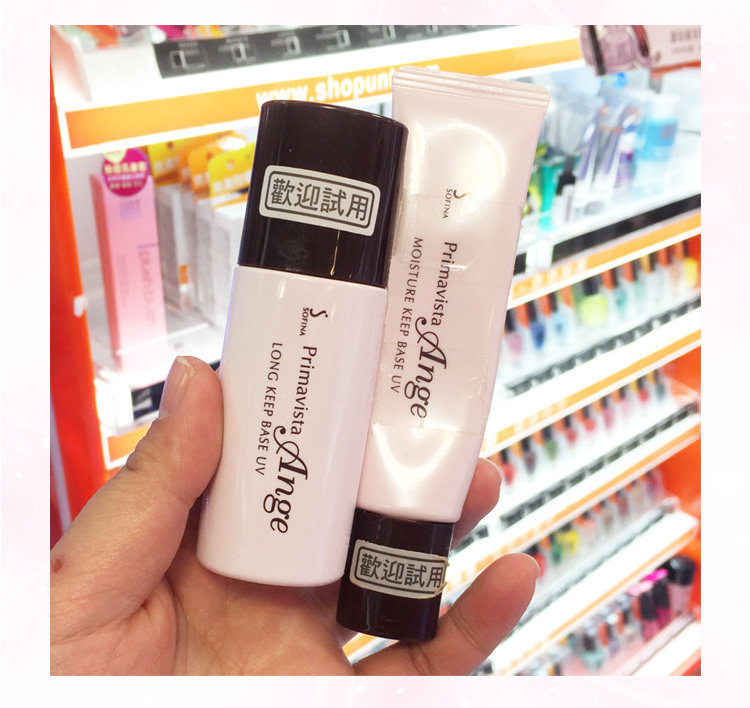 www.shopun
歡迎試用
SOFINA
Primavista
Ange
LONG KEEP BASE UV
SOFINA
Primavista
Ange
MOISTURE KEEP BASE UV
歡迎試用
plush